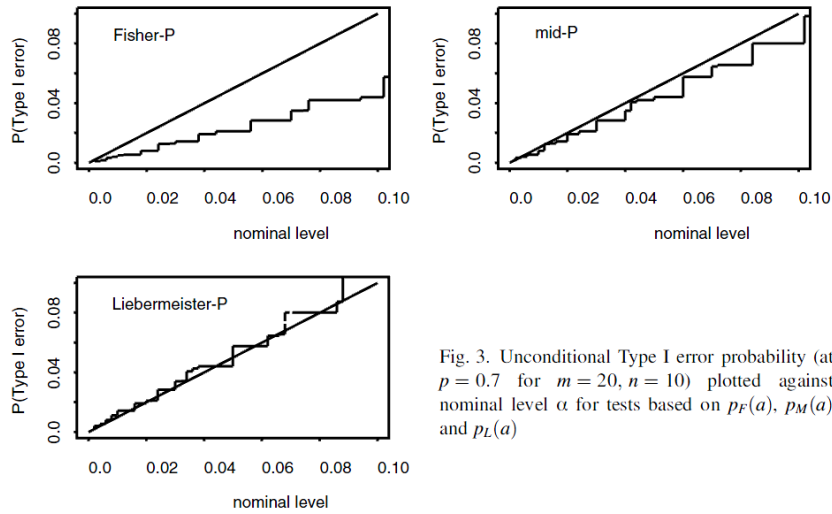 Fisher-P
P(Type I error)
0.08
0.04
0.0
0.0 0.02 0.04 0.06 0.08 0.10
nominal level
mid-P
P(Type I error)
0.08
0.04
0.0
0.0 0.02 0.04 0.06 0.08 0.10
nominal level
Liebermeister-P
P(Type I error)
0.08
0.04
0.0
0.0 0.02 0.04 0.06 0.08 0.10
nominal level
Fig. 3. Unconditional Type I error probability (at
p = 0.7 for m = 20, n = 10) plotted against
nominal level α for tests based on pF(a), pM(a)
and pL(a)